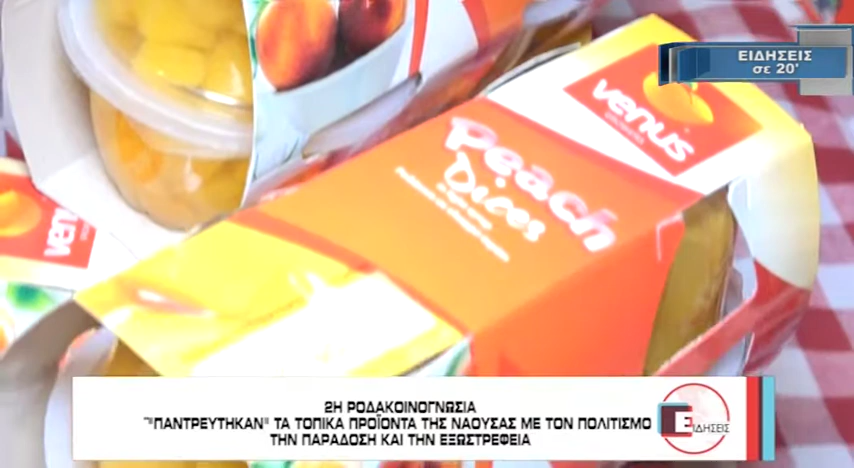 ΕΙΔΗΣΕΙΣ
σε 20'
venus
Peach
Dices
venus
2Η ΡΟΔΑΚΟΙΝΟΓΝΩΣΙΑ
"ΠΑΝΤΡΕΥΤΗΚΑΝ" ΤΑ ΤΟΠΙΚΑ ΠΡΟΪΟΝΤΑ ΤΗΣ ΝΑΟΥΣΑΣ ΜΕ ΤΟΝ ΠΟΛΙΤΙΣΜΟ
ΤΗΝ ΠΑΡΑΔΟΣΗ ΚΑΙ ΤΗΝ ΕΞΩΣΤΡΕΦΕΙΑ
ΕΙΔΗΣΕΙΣ